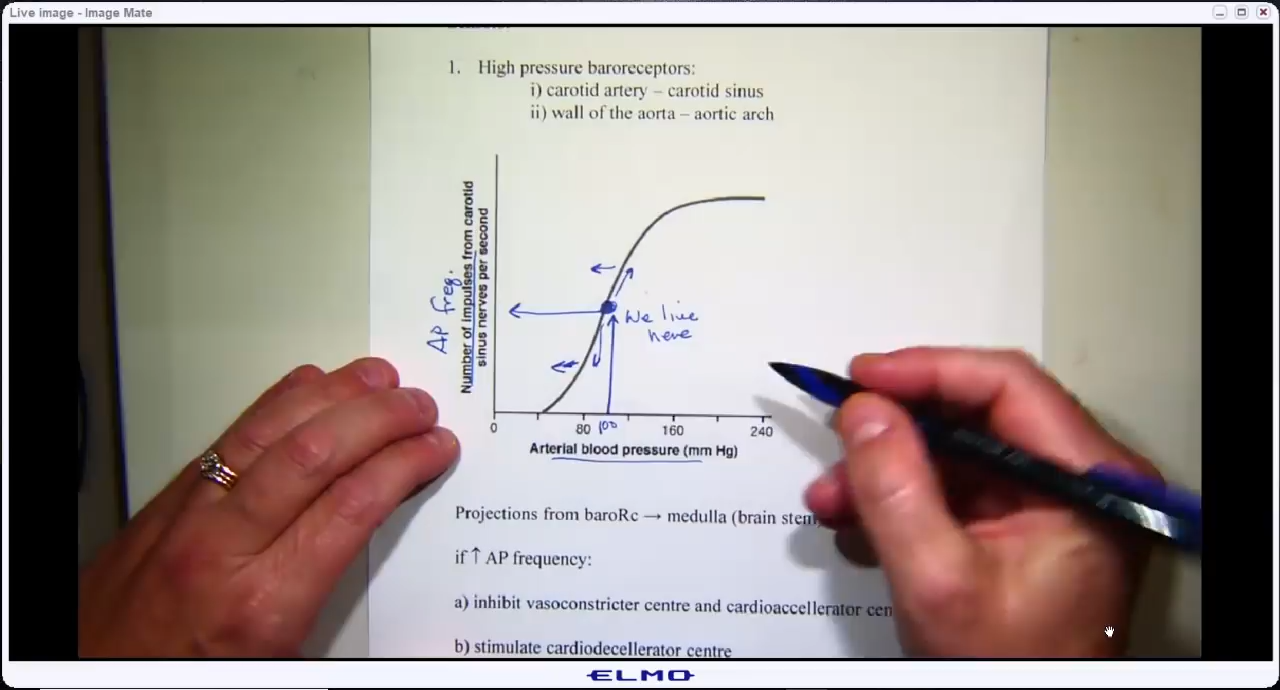 Live image - Image Mate
1. High pressure baroreceptors:
i) carotid artery – carotid sinus
ii) wall of the aorta – aortic arch
AP freq.
Number of impulses from carotid
sinus nerves per second
We live
here
0 80 100 160 240
Arterial blood pressure (mm Hg)
Projections from baroRc → medulla (brain stem
if ↑ AP frequency:
a) inhibit vasoconstricter centre and cardioaccellerator cen
b) stimulate cardiodecellerator centre
ELMO